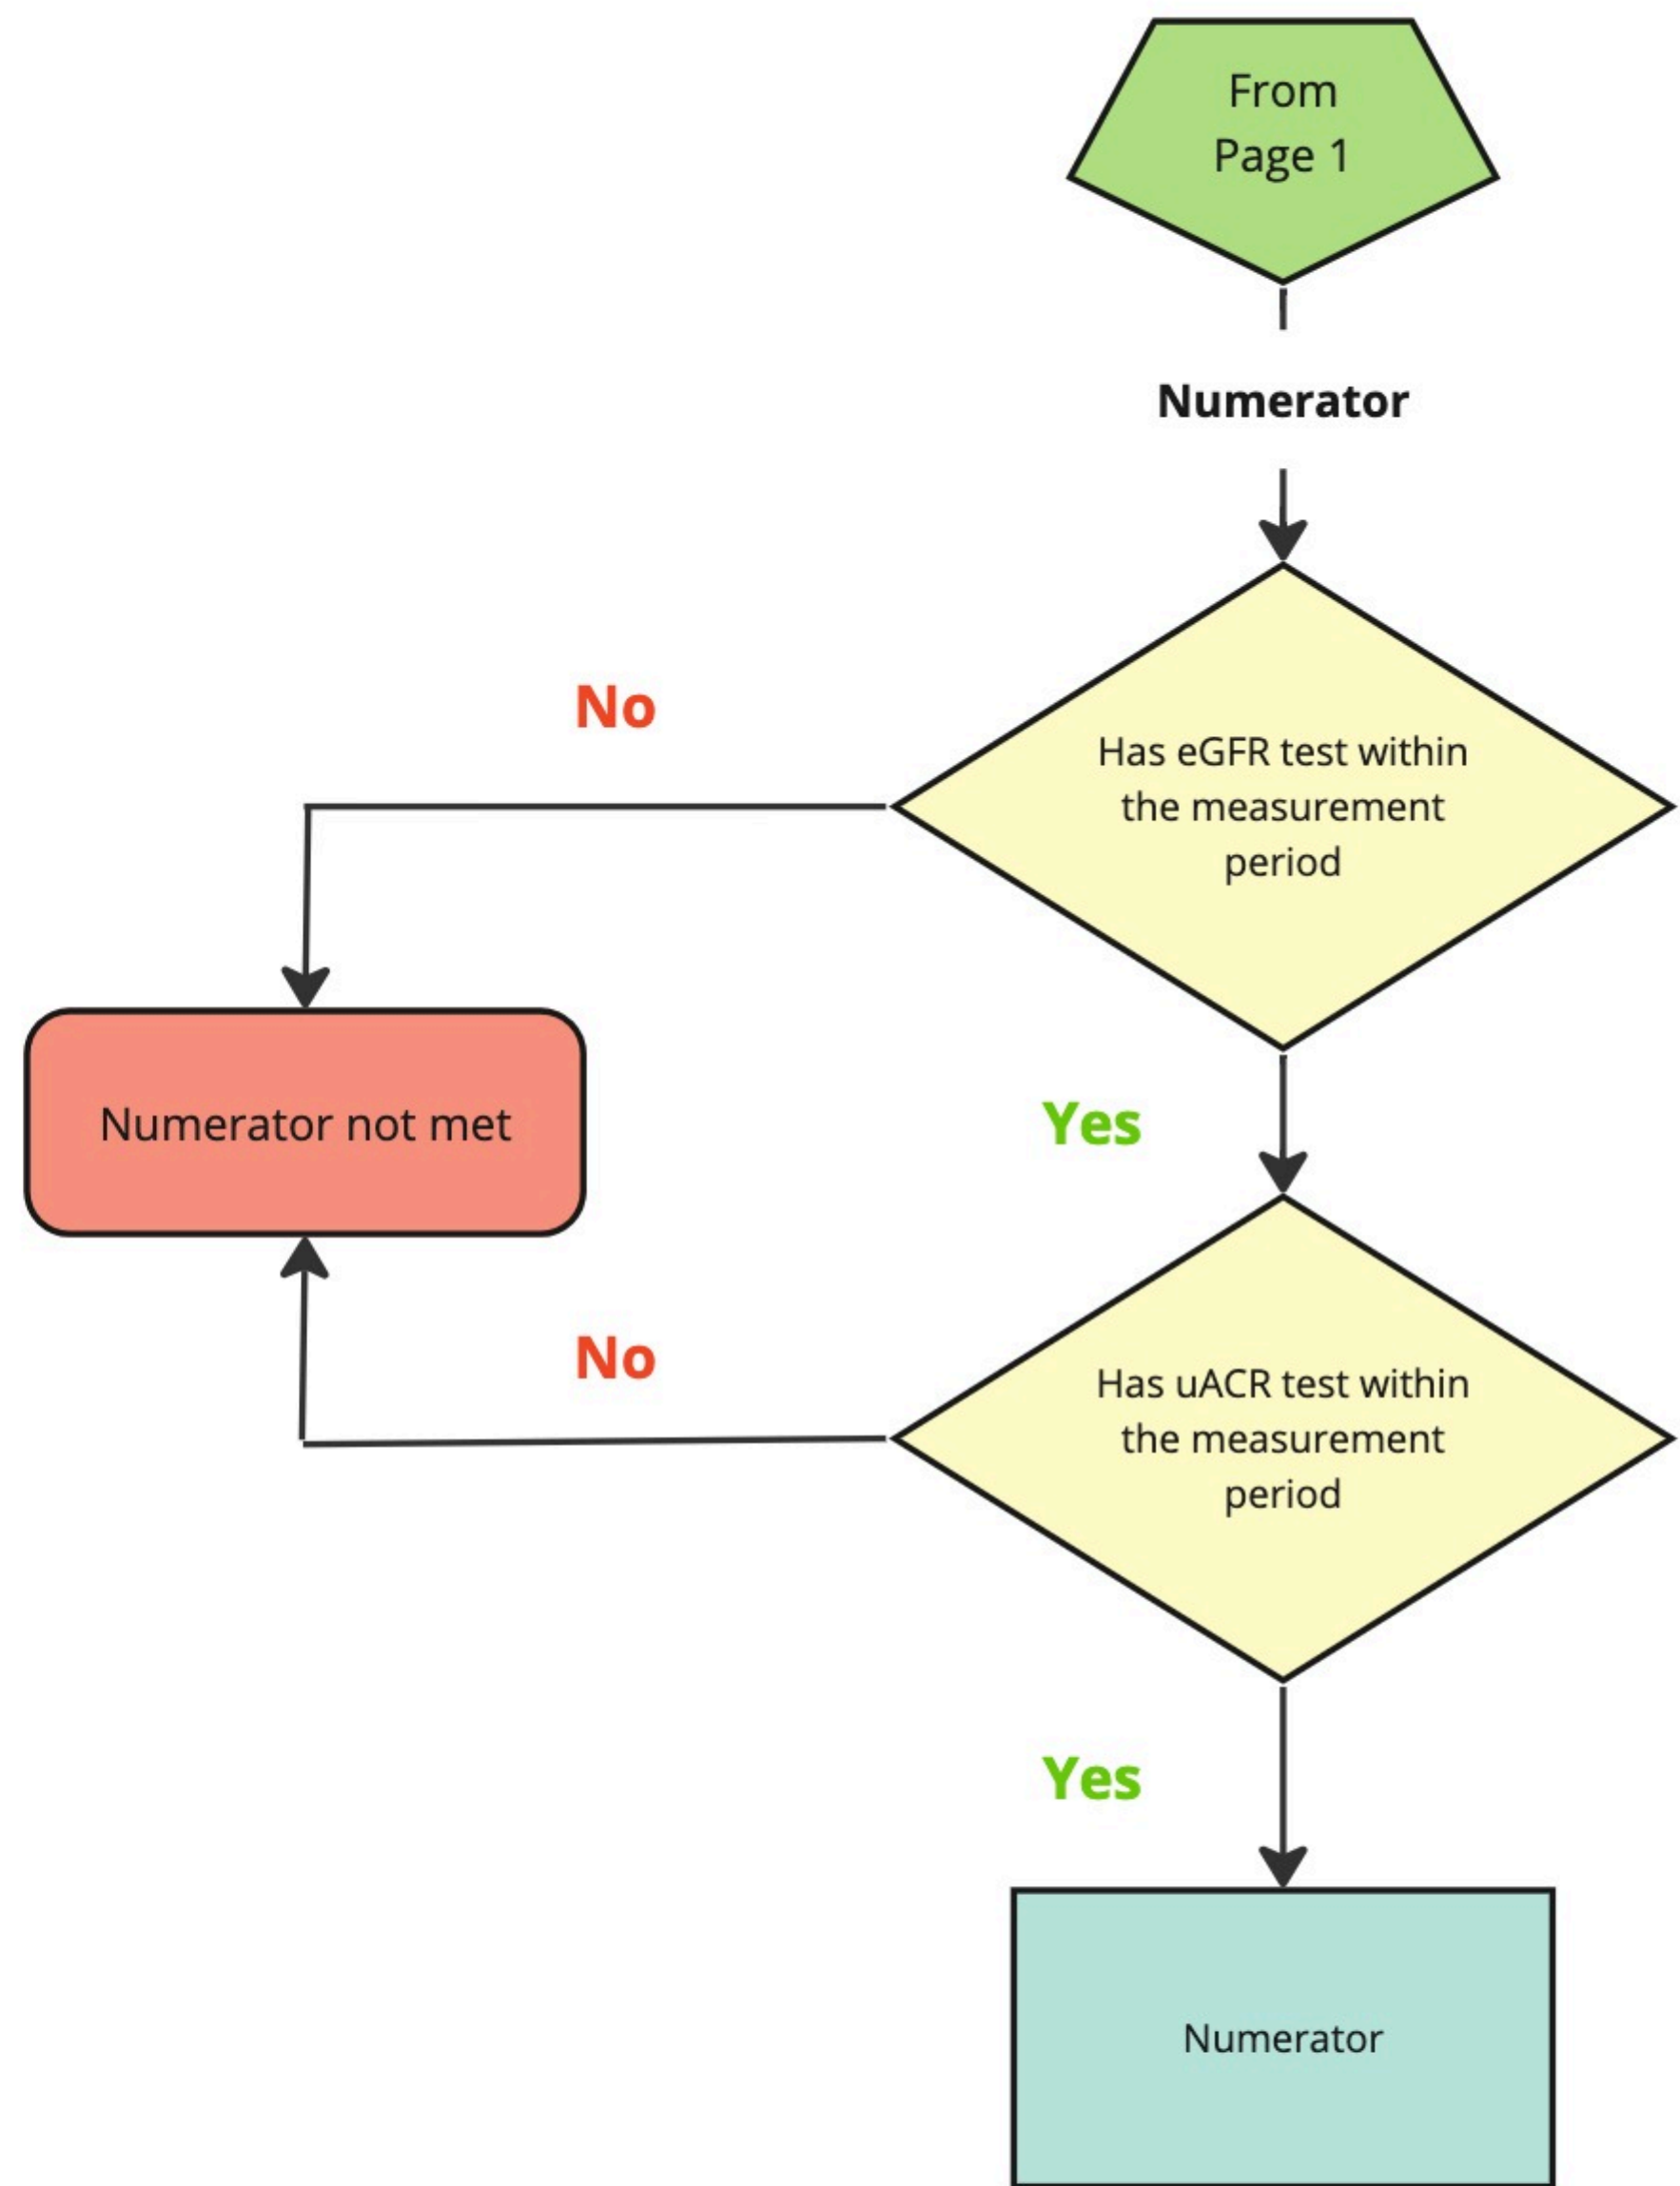 From
Page 1
Numerator
No
Has eGFR test within
the measurement
period
Numerator not met
Yes
No
Has uACR test within
the measurement
period
Yes
Numerator